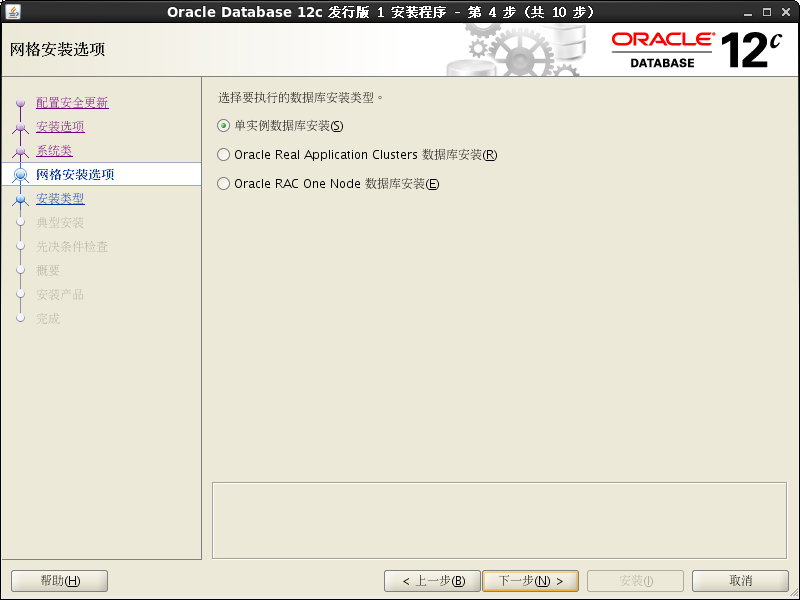 Oracle Database 12c 发行版 1 安装程序 - 第 4 步 (共 10 步)
网格安装选项
ORACLE®
DATABASE
12c
配置安全更新
安装选项
系统类
网格安装选项
安装类型
典型安装
先决条件检查
概要
安装产品
完成
选择要执行的数据库安装类型。
单实例数据库安装(S)
Oracle Real Application Clusters 数据库安装(R)
Oracle RAC One Node 数据库安装(E)
帮助(H)
< 上一步(B)
下一步(N) >
安装(I)
取消